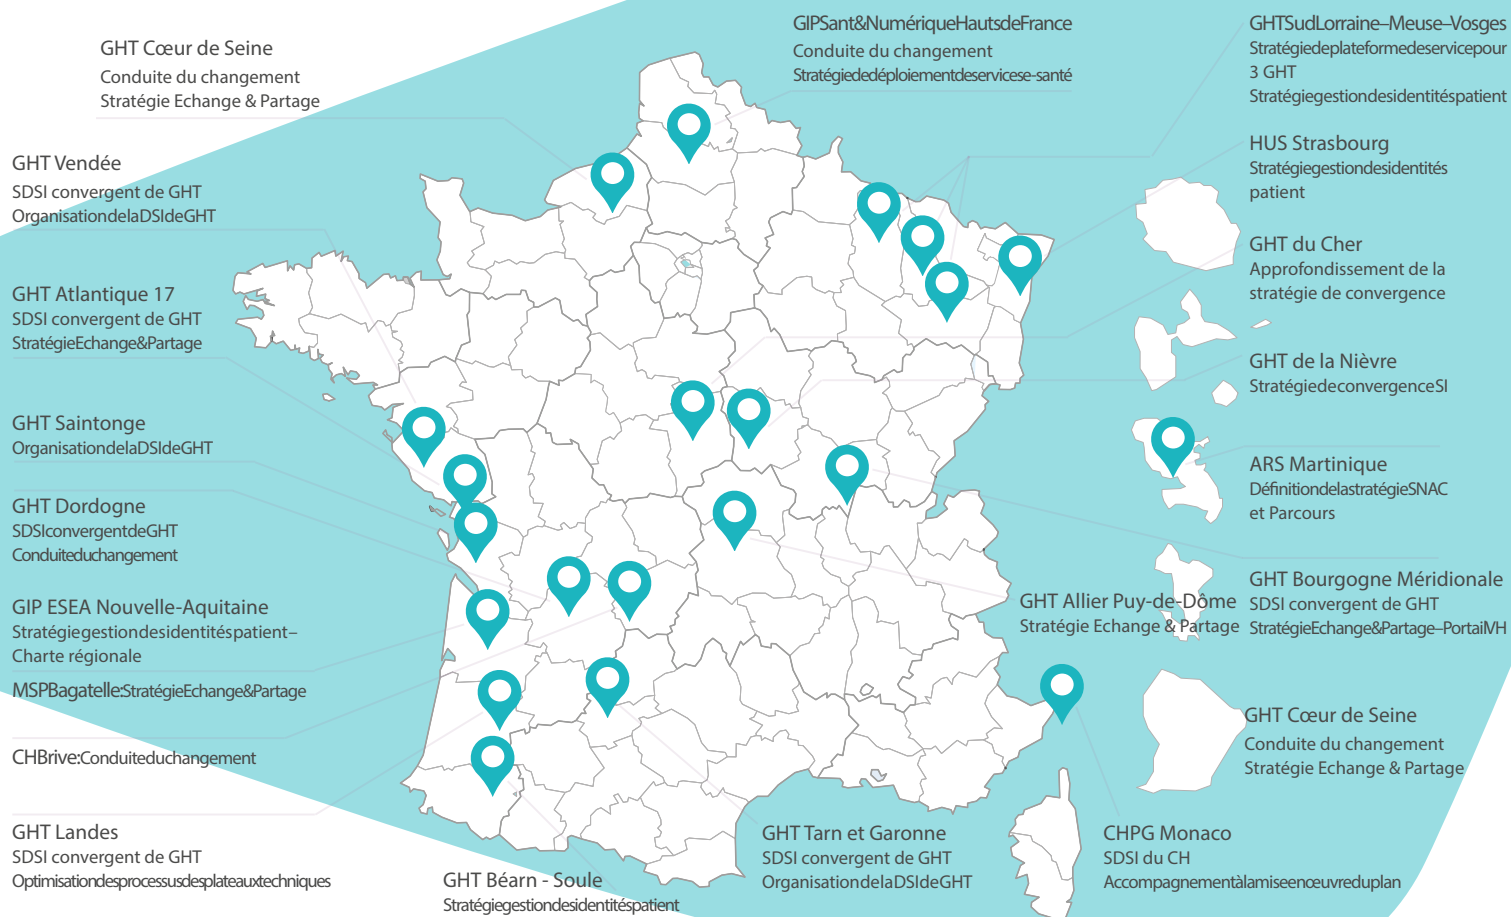 GHT Cœur de Seine
Conduite du changement
Stratégie Echange & Partage
GHT Vendée
SDSI convergent de GHT
OrganisationdelaDSIdeGHT
GHT Atlantique 17
SDSI convergent de GHT
StratégieEchange&Partage
GHT Saintonge
OrganisationdelaDSIdeGHT
GHT Dordogne
SDSIconvergentdeGHT
Conduiteduchangement
GIP ESEA Nouvelle-Aquitaine
Stratégiegestiondesidentitéspatient–
Charte régionale
MSPBagatelle:StratégieEchange&Partage
CHBrive:Conduiteduchangement
GHT Landes
SDSI convergent de GHT
Optimisationdesprocessusdesplateauxtechniques
GHT Béarn - Soule
Stratégiegestiondesidentitéspatient
GHT Tarn et Garonne
SDSI convergent de GHT
OrganisationdelaDSIdeGHT
CHPG Monaco
SDSI du CH
Accompagnementàlamiseenœuvreduplan
GIPSant&NumériqueHautsdeFrance
Conduite du changement
Stratégiededéploiementdeservicese-santé
GHTSudLorraine–Meuse–Vosges
Stratégiedeplateformedeservicepour
3 GHT
Stratégiegestiondesidentitéspatient
HUS Strasbourg
Stratégiegestiondesidentités
patient
GHT du Cher
Approfondissement de la
stratégie de convergence
GHT de la Nièvre
StratégiedeconvergenceSI
ARS Martinique
DéfinitiondelastratégieSNAC
et Parcours
GHT Bourgogne Méridionale
SDSI convergent de GHT
StratégieEchange&Partage–PortailVH
GHT Allier Puy-de-Dôme
Stratégie Echange & Partage
GHT Cœur de Seine
Conduite du changement
Stratégie Echange & Partage